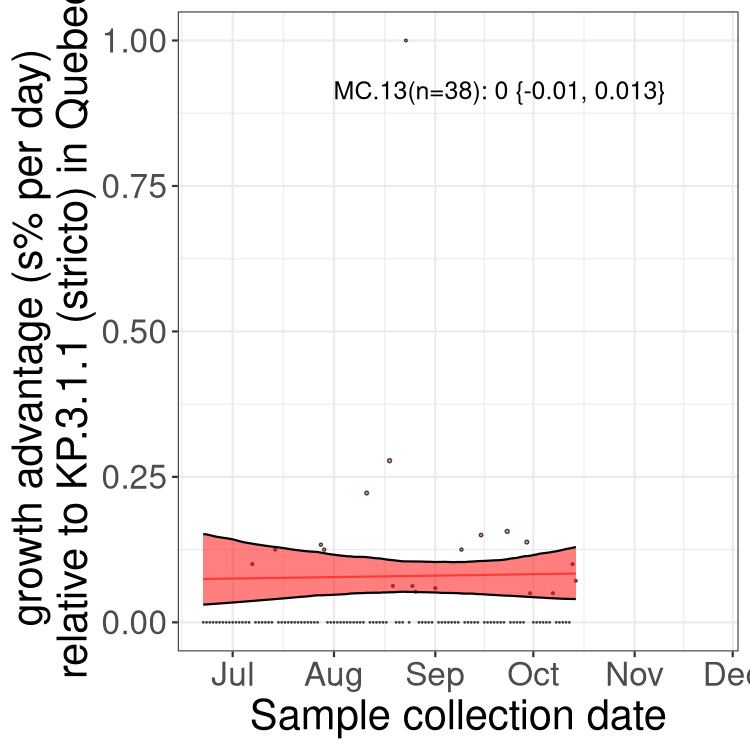 growth advantage (s% per day)
relative to KP.3.1.1 (stricto) in Quebec
1.00
0.75
0.50
0.25
0.00
MC.13(n=38): 0 {-0.01, 0.013}
Jul Aug Sep Oct Nov Dec
Sample collection date